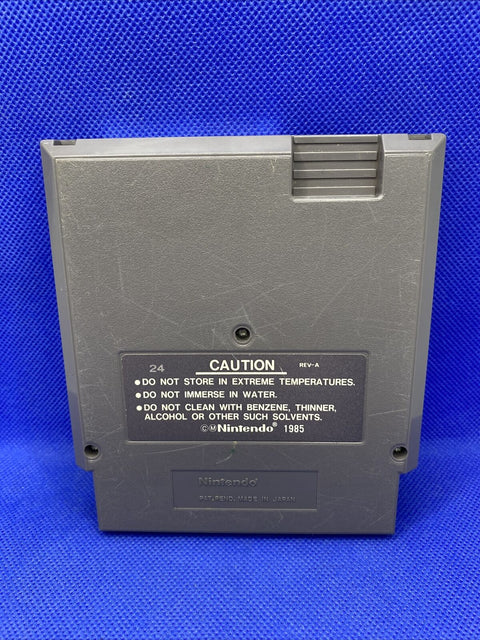 24
CAUTION
REV-A
●DO NOT STORE IN EXTREME TEMPERATURES.
●DO NOT IMMERSE IN WATER.
●DO NOT CLEAN WITH BENZENE, THINNER,
ALCOHOL OR OTHER SUCH SOLVENTS.
©ⓂNintendo® 1985
Nintendo®
PAT.PEND. MADE IN JAPAN